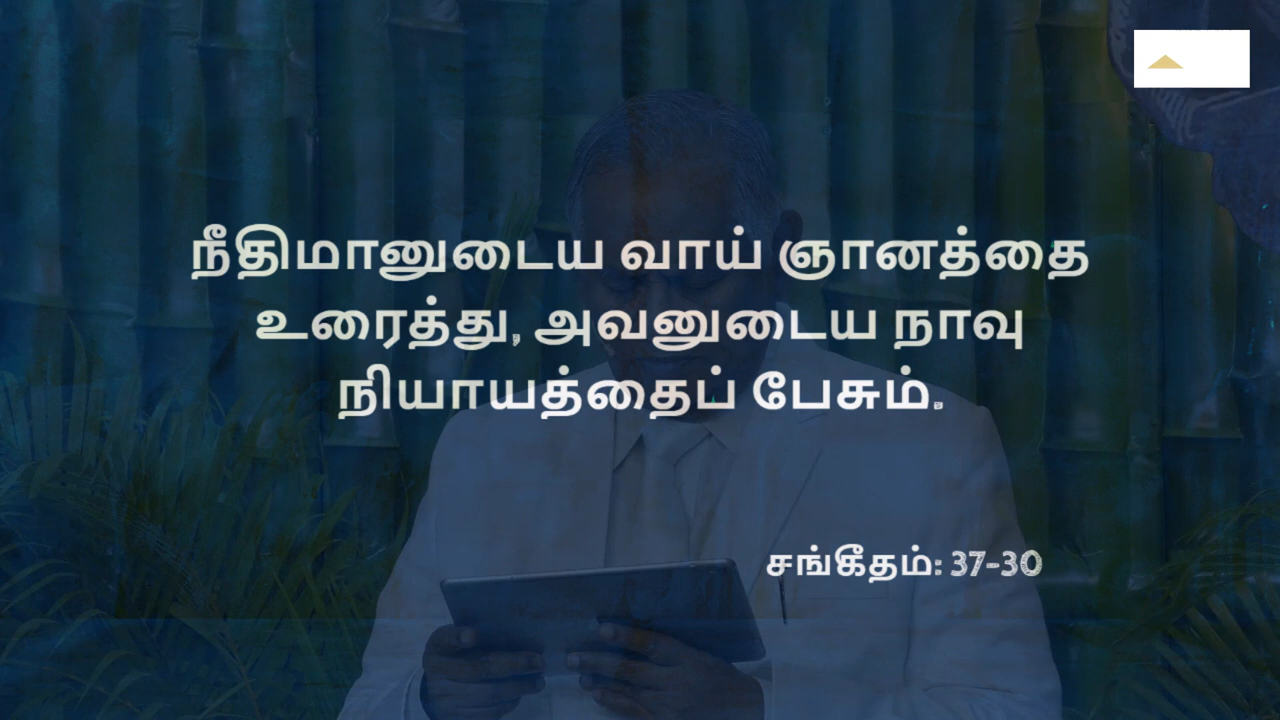 நீதிமானுடைய வாய் ஞானத்தை
உரைத்து, அவனுடைய நாவு
நியாயத்தைப் பேசும்.
சங்கீதம்: 37-30